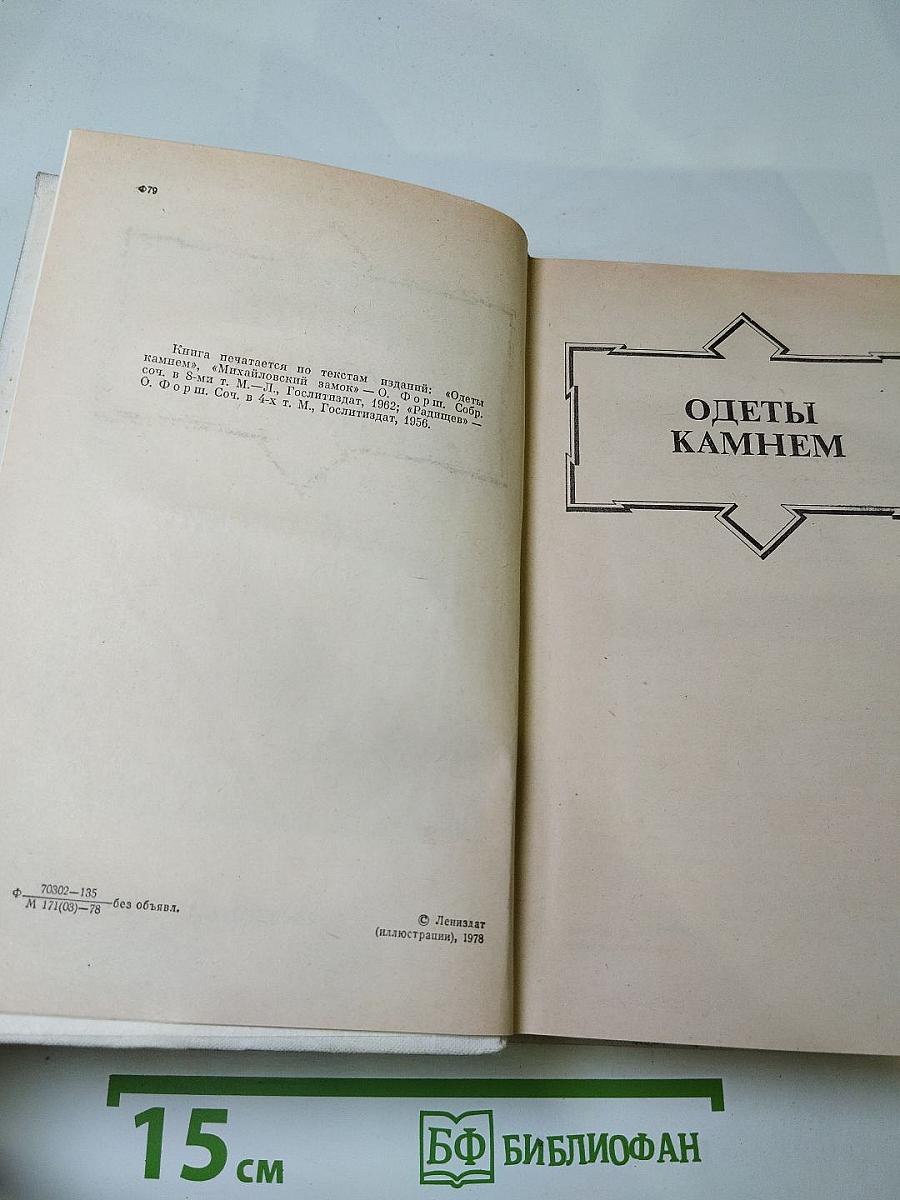 Ф79
Книга печатается по текстам изданий: «Одеты
камнем», «Михайловский замок» — О. Форш. Собр.
соч. в 8-ми т. М.—Л., Гослитиздат, 1962; «Радищев» —
О. Форш. Соч. в 4-х т. М., Гослитиздат, 1956.
Ф 70302—135
М 171(03)—78 без объявл.
© Лениздат
(иллюстрации), 1978
ОДЕТЫ
КАМНЕМ
15 см
БФ БИБЛИОФАН